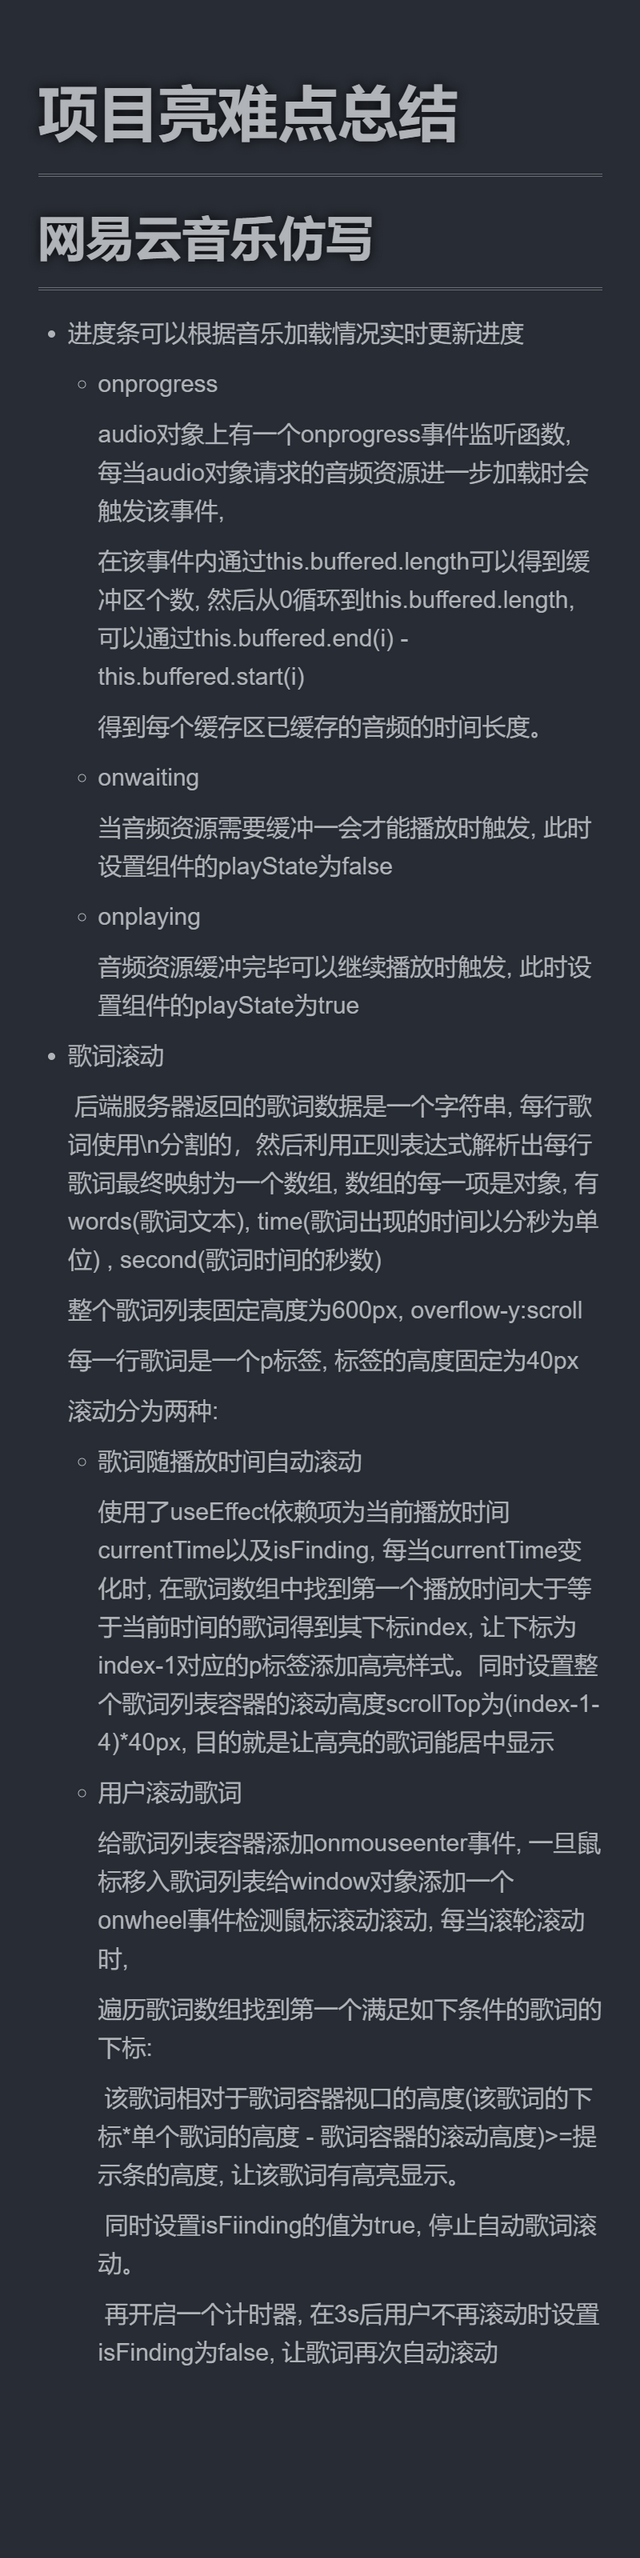 项目亮难点总结
网易云音乐仿写
进度条可以根据音乐加载情况实时更新进度
onprogress
audio对象上有一个onprogress事件监听函数,
每当audio对象请求的音频资源进一步加载时会
触发该事件,
在该事件内通过this.buffered.length可以得到缓
冲区个数, 然后从0循环到this.buffered.length,
可以通过this.buffered.end(i) -
this.buffered.start(i)
得到每个缓存区已缓存的音频的时间长度。
onwaiting
当音频资源需要缓冲一会才能播放时触发, 此时
设置组件的playState为false
onplaying
音频资源缓冲完毕可以继续播放时触发, 此时设
置组件的playState为true
歌词滚动
后端服务器返回的歌词数据是一个字符串, 每行歌
词使用\n分割的，然后利用正则表达式解析出每行
歌词最终映射为一个数组, 数组的每一项是对象, 有
words(歌词文本), time(歌词出现的时间以分秒为单
位) , second(歌词时间的秒数)
整个歌词列表固定高度为600px, overflow-y:scroll
每一行歌词是一个p标签, 标签的高度固定为40px
滚动分为两种:
歌词随播放时间自动滚动
使用了useEffect依赖项为当前播放时间
currentTime以及isFinding, 每当currentTime变
化时, 在歌词数组中找到第一个播放时间大于等
于当前时间的歌词得到其下标index, 让下标为
index-1对应的p标签添加高亮样式。同时设置整
个歌词列表容器的滚动高度scrollTop为(index-1-
4)*40px, 目的就是让高亮的歌词能居中显示
用户滚动歌词
给歌词列表容器添加onmouseenter事件, 一旦鼠
标移入歌词列表给window对象添加一个
onwheel事件检测鼠标滚动滚动, 每当滚轮滚动
时,
遍历歌词数组找到第一个满足如下条件的歌词的
下标:
该歌词相对于歌词容器视口的高度(该歌词的下
标*单个歌词的高度 - 歌词容器的滚动高度)>=提
示条的高度, 让该歌词有高亮显示。
同时设置isFiinding的值为true, 停止自动歌词滚
动。
再开启一个计时器, 在3s后用户不再滚动时设置
isFinding为false, 让歌词再次自动滚动